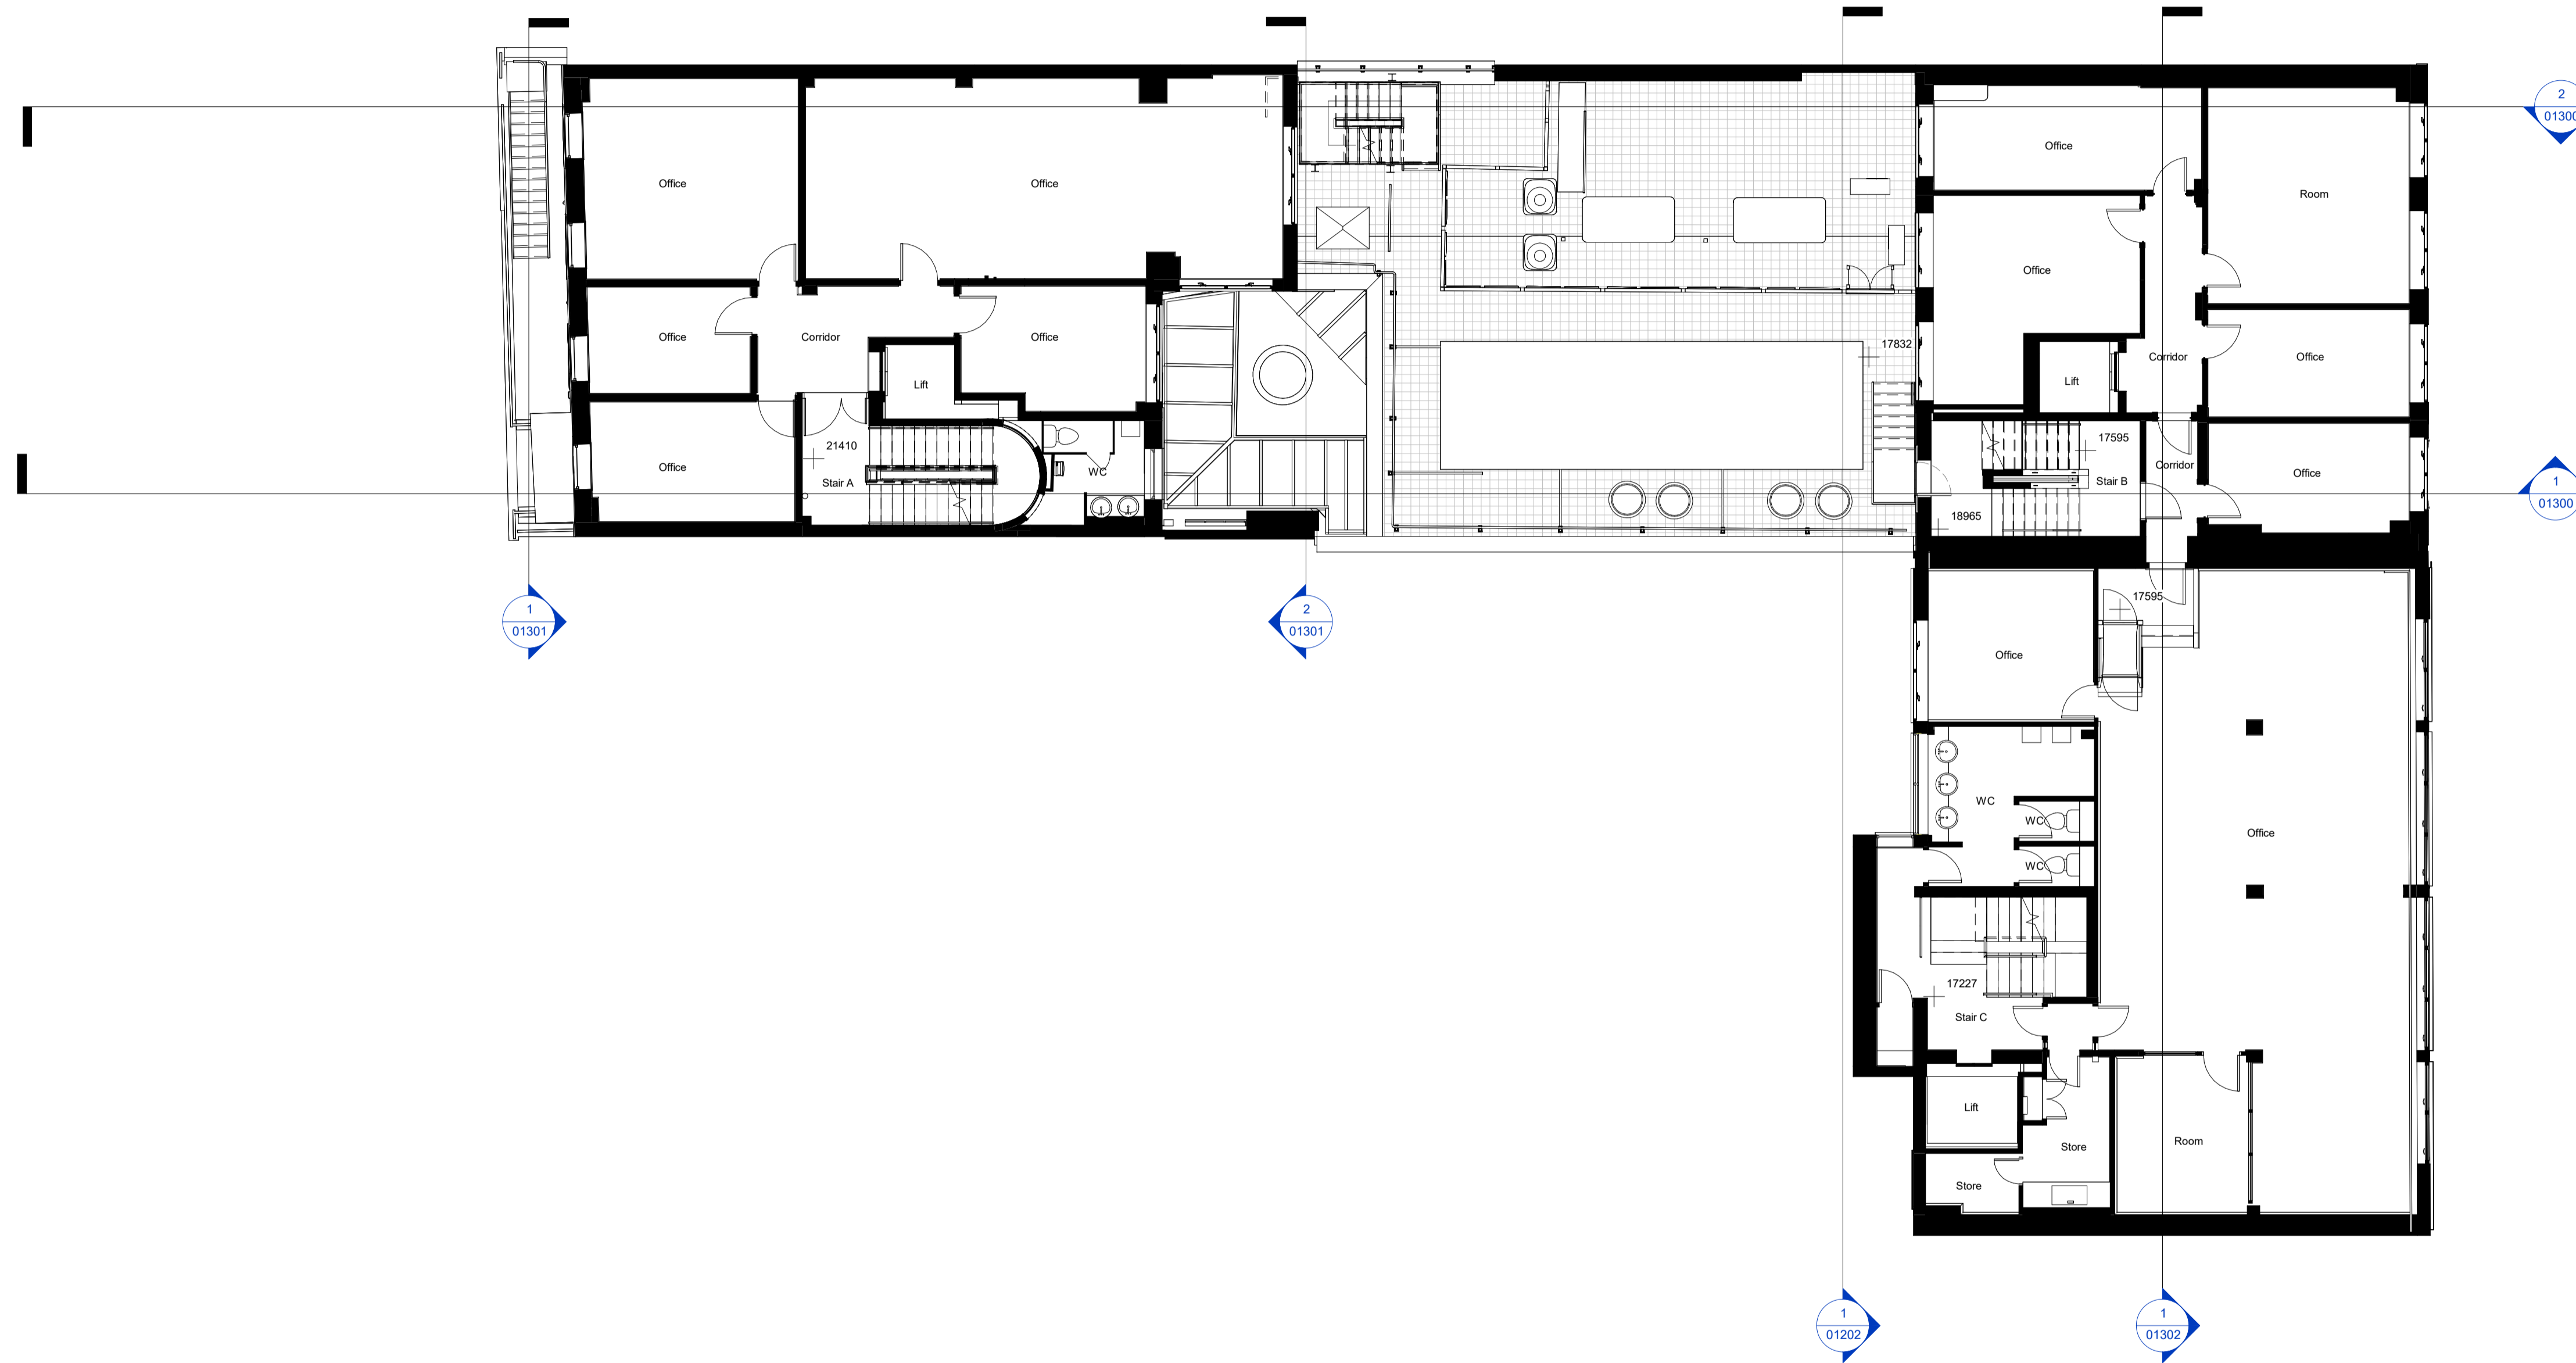 2
01300
Office
Office
Office
Room
Office
Office
Corridor
Office
17832
Office
Corridor
Lift
Lift
21410
17595
Office
WC
Corridor
Office
Stair A
Stair B
1
01300
18965
17595
1
01301
2
01301
Office
WC
WC
Office
WC
17227
Stair C
Lift
Room
Store
Store
1
01202
1
01302